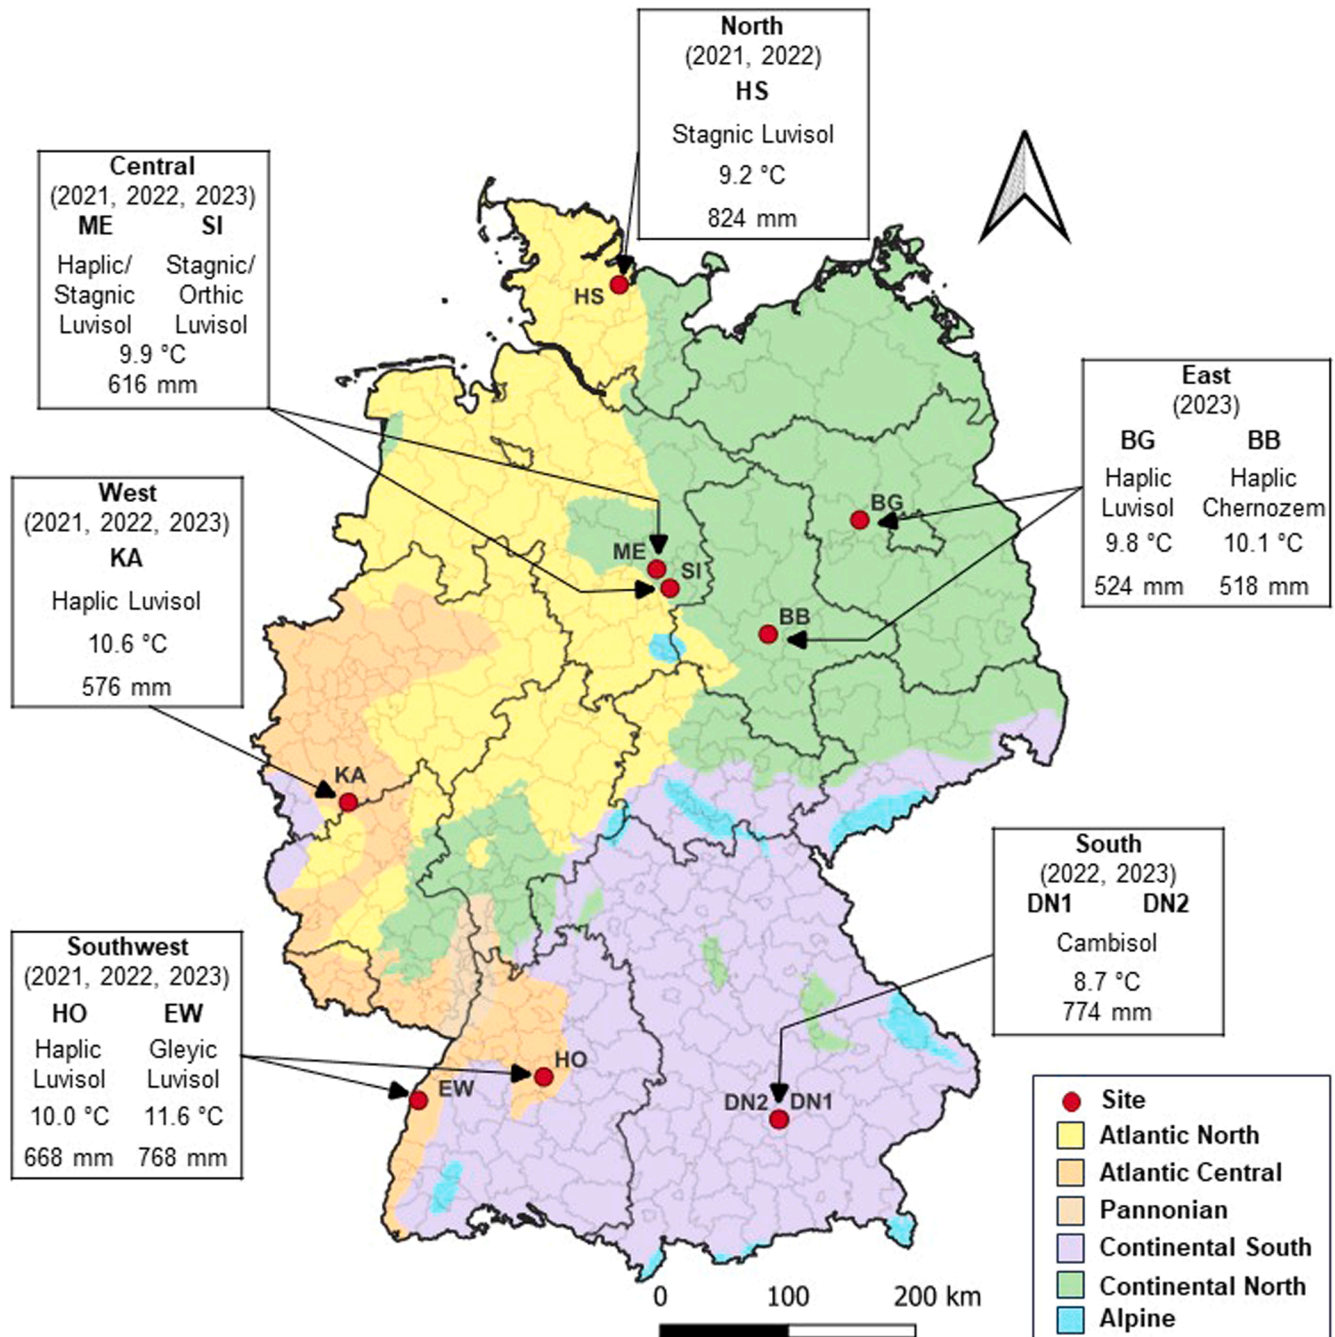 North
(2021, 2022)
HS
Stagnic Luvisol
9.2 °C
824 mm
Central
(2021, 2022, 2023)
ME SI
Haplic/ Stagnic/
Stagnic Orthic
Luvisol Luvisol
9.9 °C
616 mm
East
(2023)
BG BB
Haplic Haplic
Luvisol Chernozem
9.8 °C 10.1 °C
524 mm 518 mm
West
(2021, 2022, 2023)
KA
Haplic Luvisol
10.6 °C
576 mm
South
(2022, 2023)
DN1 DN2
Cambisol
8.7 °C
774 mm
Southwest
(2021, 2022, 2023)
HO EW
Haplic Gleyic
Luvisol Luvisol
10.0 °C 11.6 °C
668 mm 768 mm
HS
BG
ME
SI
BB
KA
HO
EW
DN2 DN1
Site
Atlantic North
Atlantic Central
Pannonian
Continental South
Continental North
Alpine
0 100 200 km